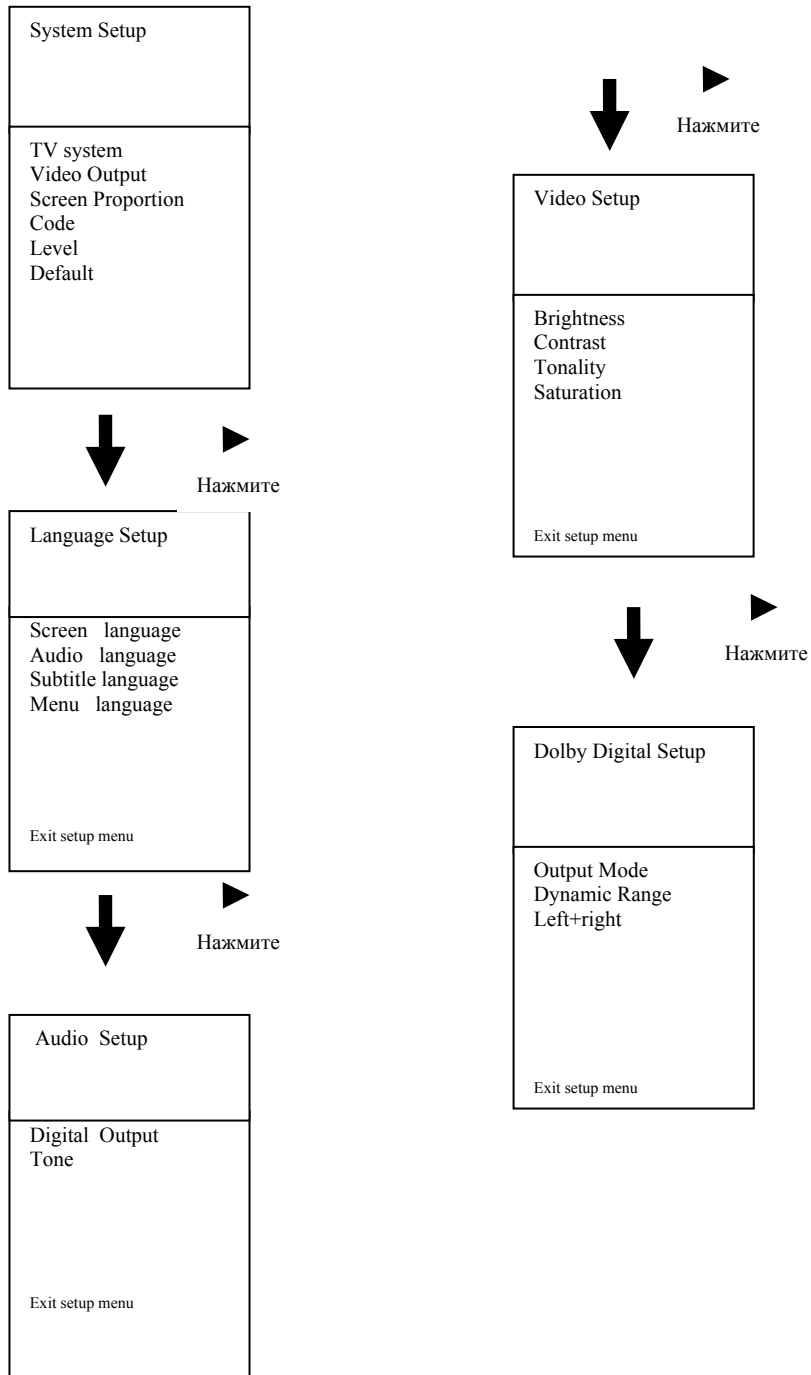 System Setup
TV system
Video Output
Screen Proportion
Code
Level
Default
Нажмите
Language Setup
Screen language
Audio language
Subtitle language
Menu language
Exit setup menu
Нажмите
Audio Setup
Digital Output
Tone
Exit setup menu
Нажмите
Video Setup
Brightness
Contrast
Tonality
Saturation
Exit setup menu
Нажмите
Dolby Digital Setup
Output Mode
Dynamic Range
Left+right
Exit setup menu